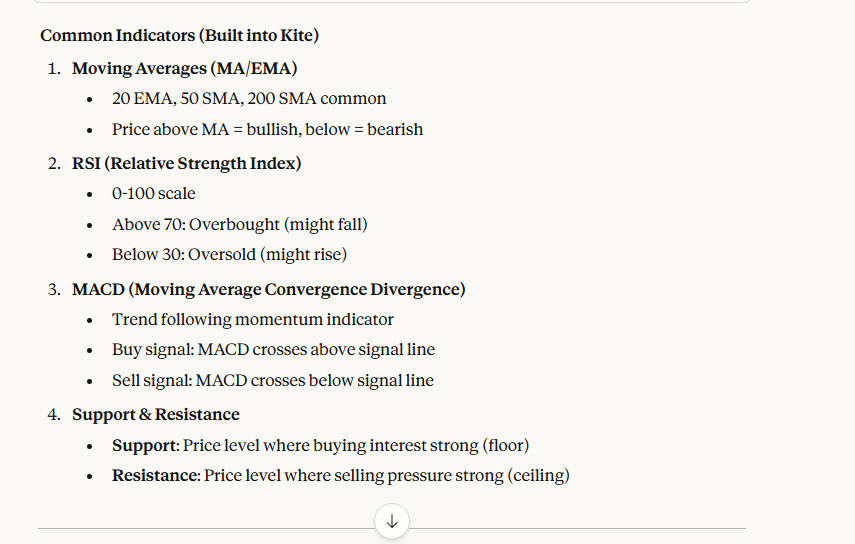 Common Indicators (Built into Kite)
1. Moving Averages (MA/EMA)
• 20 EMA, 50 SMA, 200 SMA common
• Price above MA = bullish, below = bearish
2. RSI (Relative Strength Index)
• 0-100 scale
• Above 70: Overbought (might fall)
• Below 30: Oversold (might rise)
3. MACD (Moving Average Convergence Divergence)
• Trend following momentum indicator
• Buy signal: MACD crosses above signal line
• Sell signal: MACD crosses below signal line
4. Support & Resistance
• Support: Price level where buying interest strong (floor)
• Resistance: Price level where selling pressure strong (ceiling)